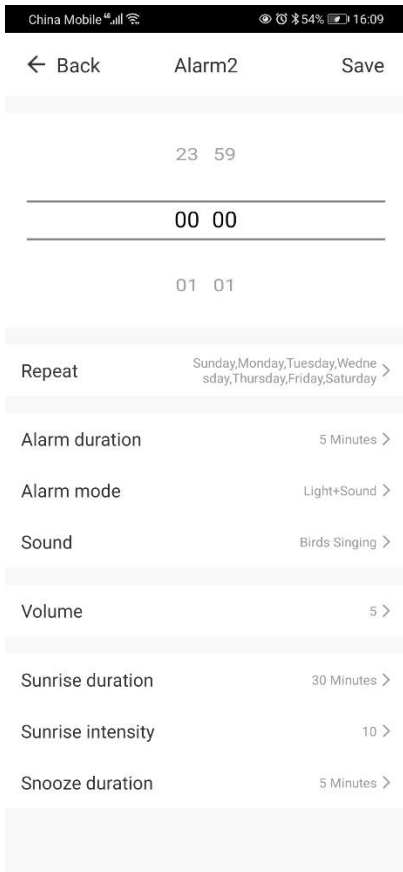 China Mobile 4G 54% 16:09
← Back Alarm2 Save
23 59
00 00
01 01
Repeat Sunday,Monday,Tuesday,Wedne
sday,Thursday,Friday,Saturday >
Alarm duration 5 Minutes >
Alarm mode Light+Sound >
Sound Birds Singing >
Volume 5 >
Sunrise duration 30 Minutes >
Sunrise intensity 10 >
Snooze duration 5 Minutes >